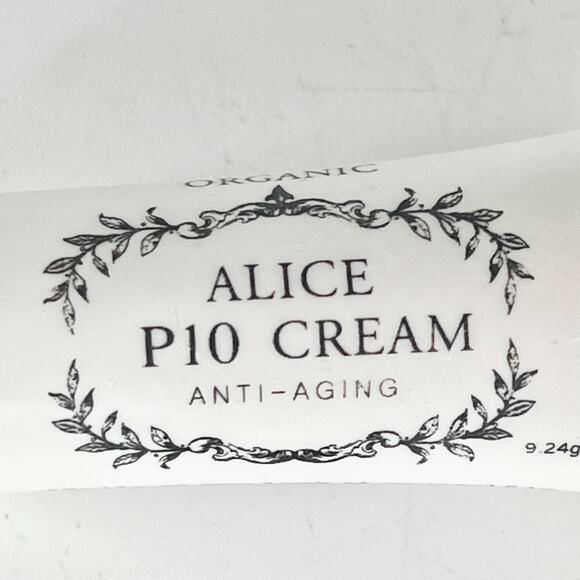 ORGANIC
ALICE
P10 CREAM
ANTI-AGING
9.24g